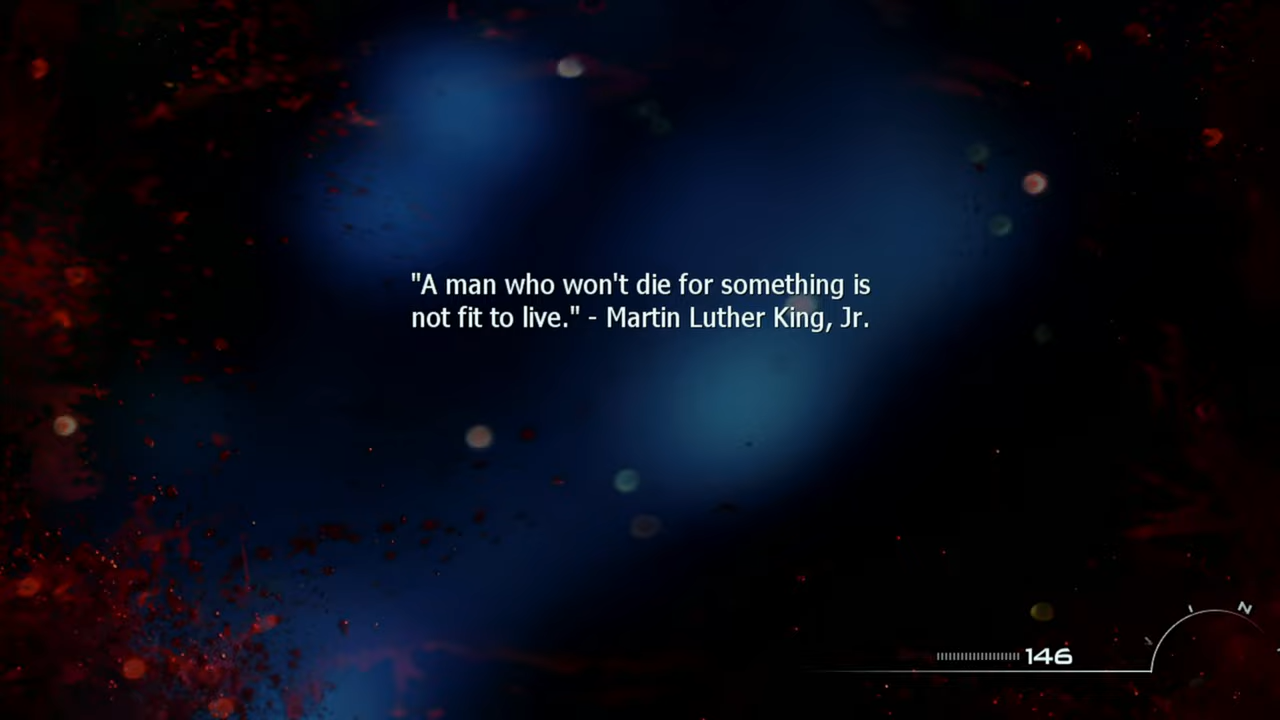 "A man who won't die for something is
not fit to live." - Martin Luther King, Jr.
N
146